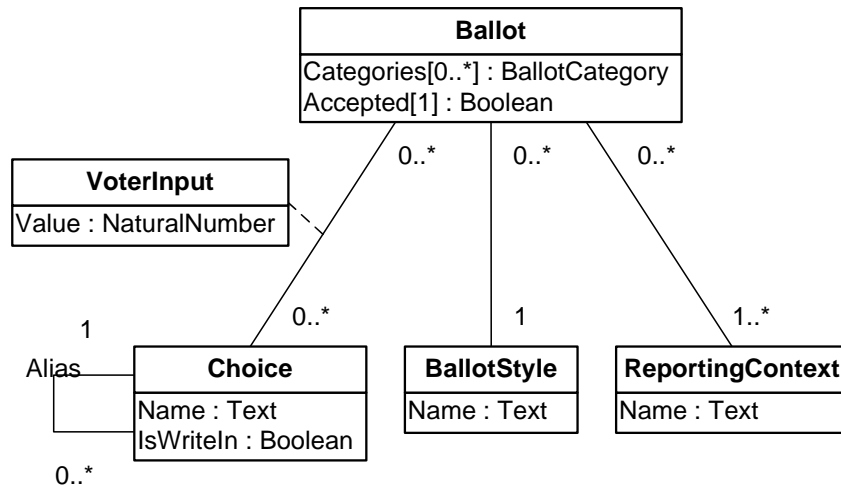 Ballot
Categories[0..*] : BallotCategory
Accepted[1] : Boolean
0..*
0..*
0..*
VoterInput
Value : NaturalNumber
0..*
1
1..*
1
Alias
Choice
Name : Text
IsWriteIn : Boolean
0..*
BallotStyle
Name : Text
ReportingContext
Name : Text